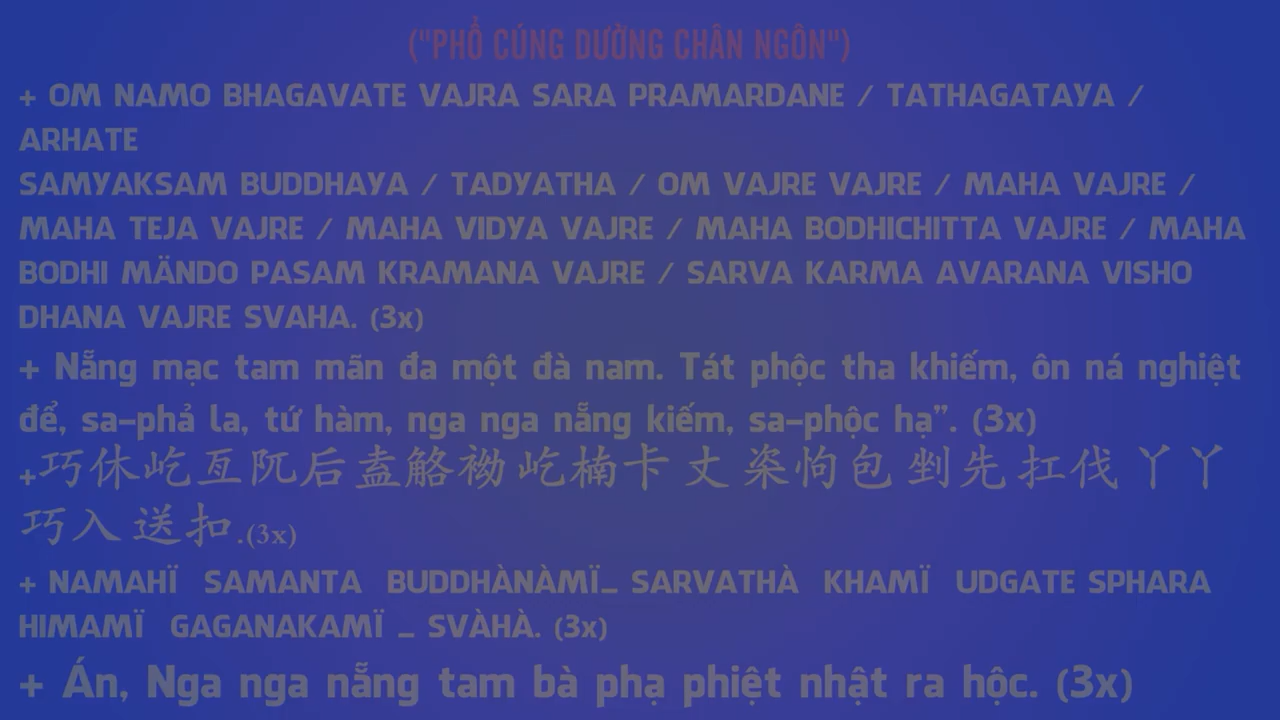 ("PHỔ CÚNG DƯỜNG CHÂN NGÔN")
+ OM NAMO BHAGAVATE VAJRA SARA PRAMARDANE / TATHAGATAYA /
ARHATE
SAMYAKSAM BUDDHAYA / TADYATHA / OM VAJRE VAJRE / MAHA VAJRE /
MAHA TEJA VAJRE / MAHA VIDYA VAJRE / MAHA BODHICHITTA VAJRE / MAHA
BODHI MÄNDO PASAM KRAMANA VAJRE / SARVA KARMA AVARANA VISHO
DHANA VAJRE SVAHA. (3x)
+ Nẵng mạc tam mãn đa một đà nam. Tát phộc tha khiếm, ôn ná nghiệt
để, sa-phả la, tứ hàm, nga nga nẵng kiếm, sa-phộc hạ”. (3x)
+巧休屹亙阢后盍觡袎屹楠卡丈栥怐包剉先扛伐丫丫
巧入送扣.(3x)
+ NAMAHÏ SAMANTA BUDDHÀNÀMÏ_ SARVATHÀ KHAMÏ UDGATE SPHARA
HIMAMÏ GAGANAKAMÏ _ SVÀHÀ. (3x)
+ Án, Nga nga nẵng tam bà phạ phiệt nhật ra hộc. (3x)